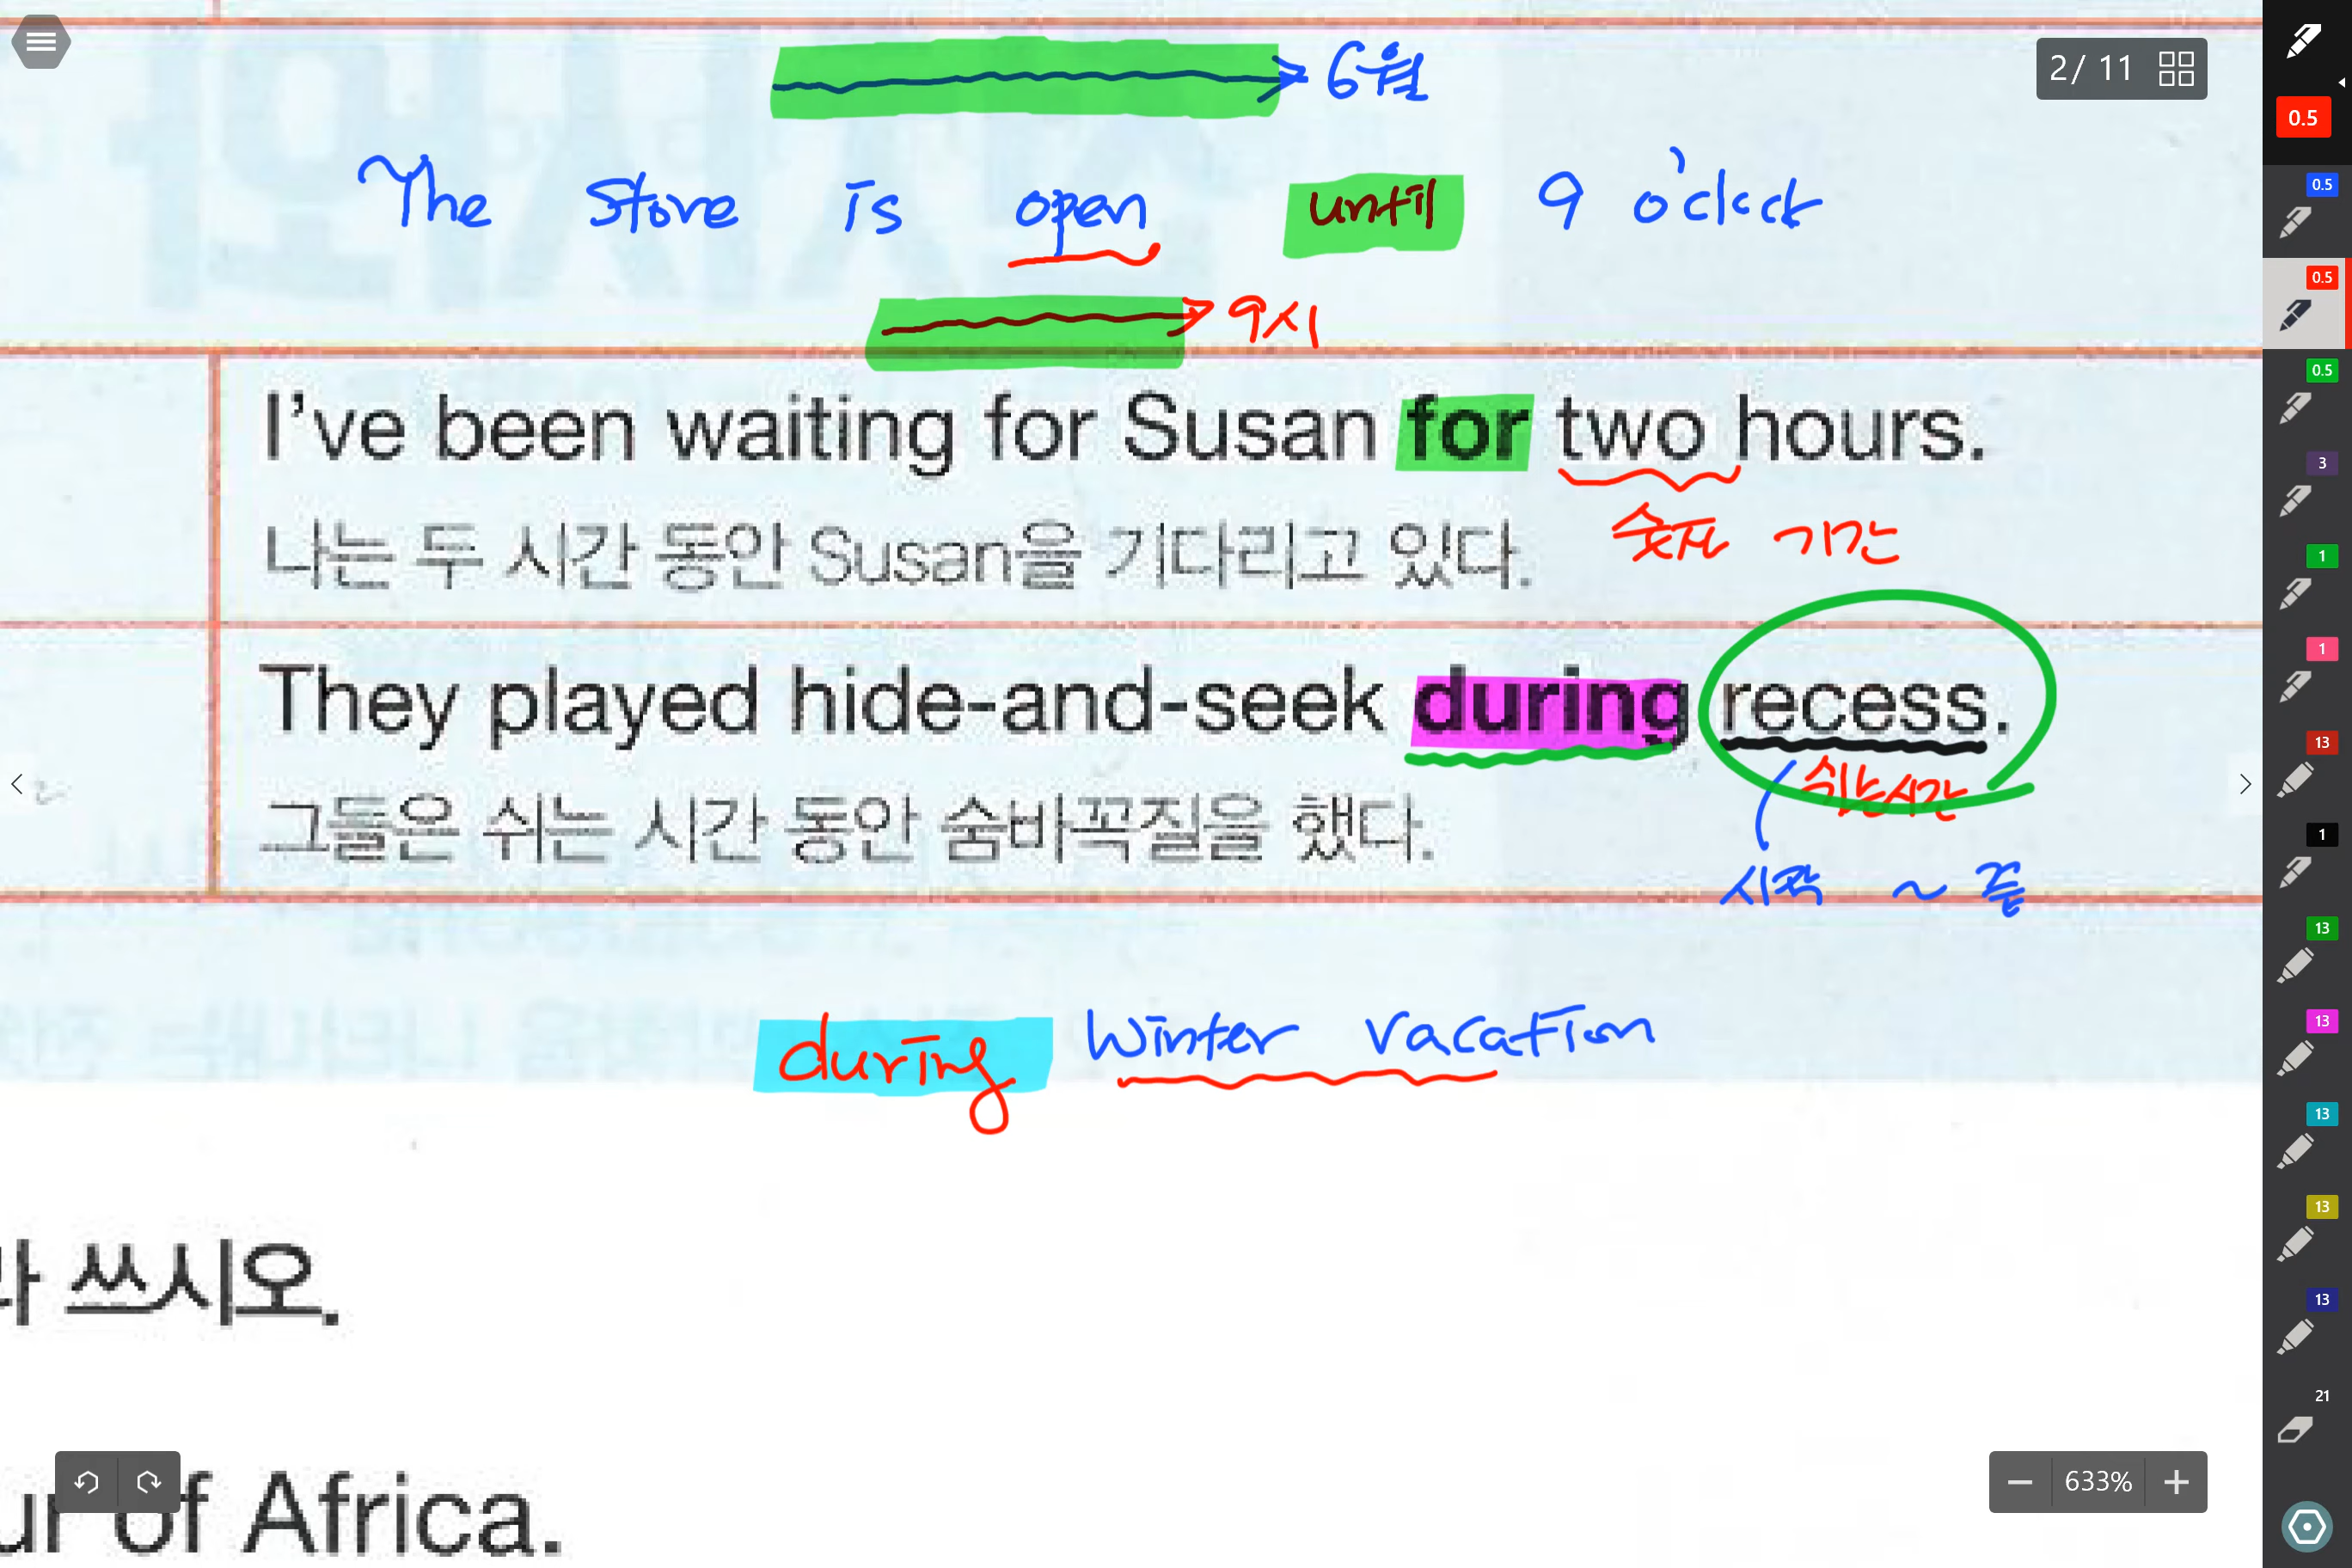 6월
2/ 11
0.5
The store is open until 9 o'clock
0.5
0.5
9시
0.5
I've been waiting for Susan for two hours.
3
나는 두 시간 동안 Susan을 기다리고 있다.
숫자 기간
1
1
They played hide-and-seek during recess.
13
쉬는시간
그들은 쉬는 시간 동안 숨바꼭질을 했다.
1
시작 ~ 끝
13
during winter vacation
13
13
13
쓰시오.
13
21
of Africa.
633%